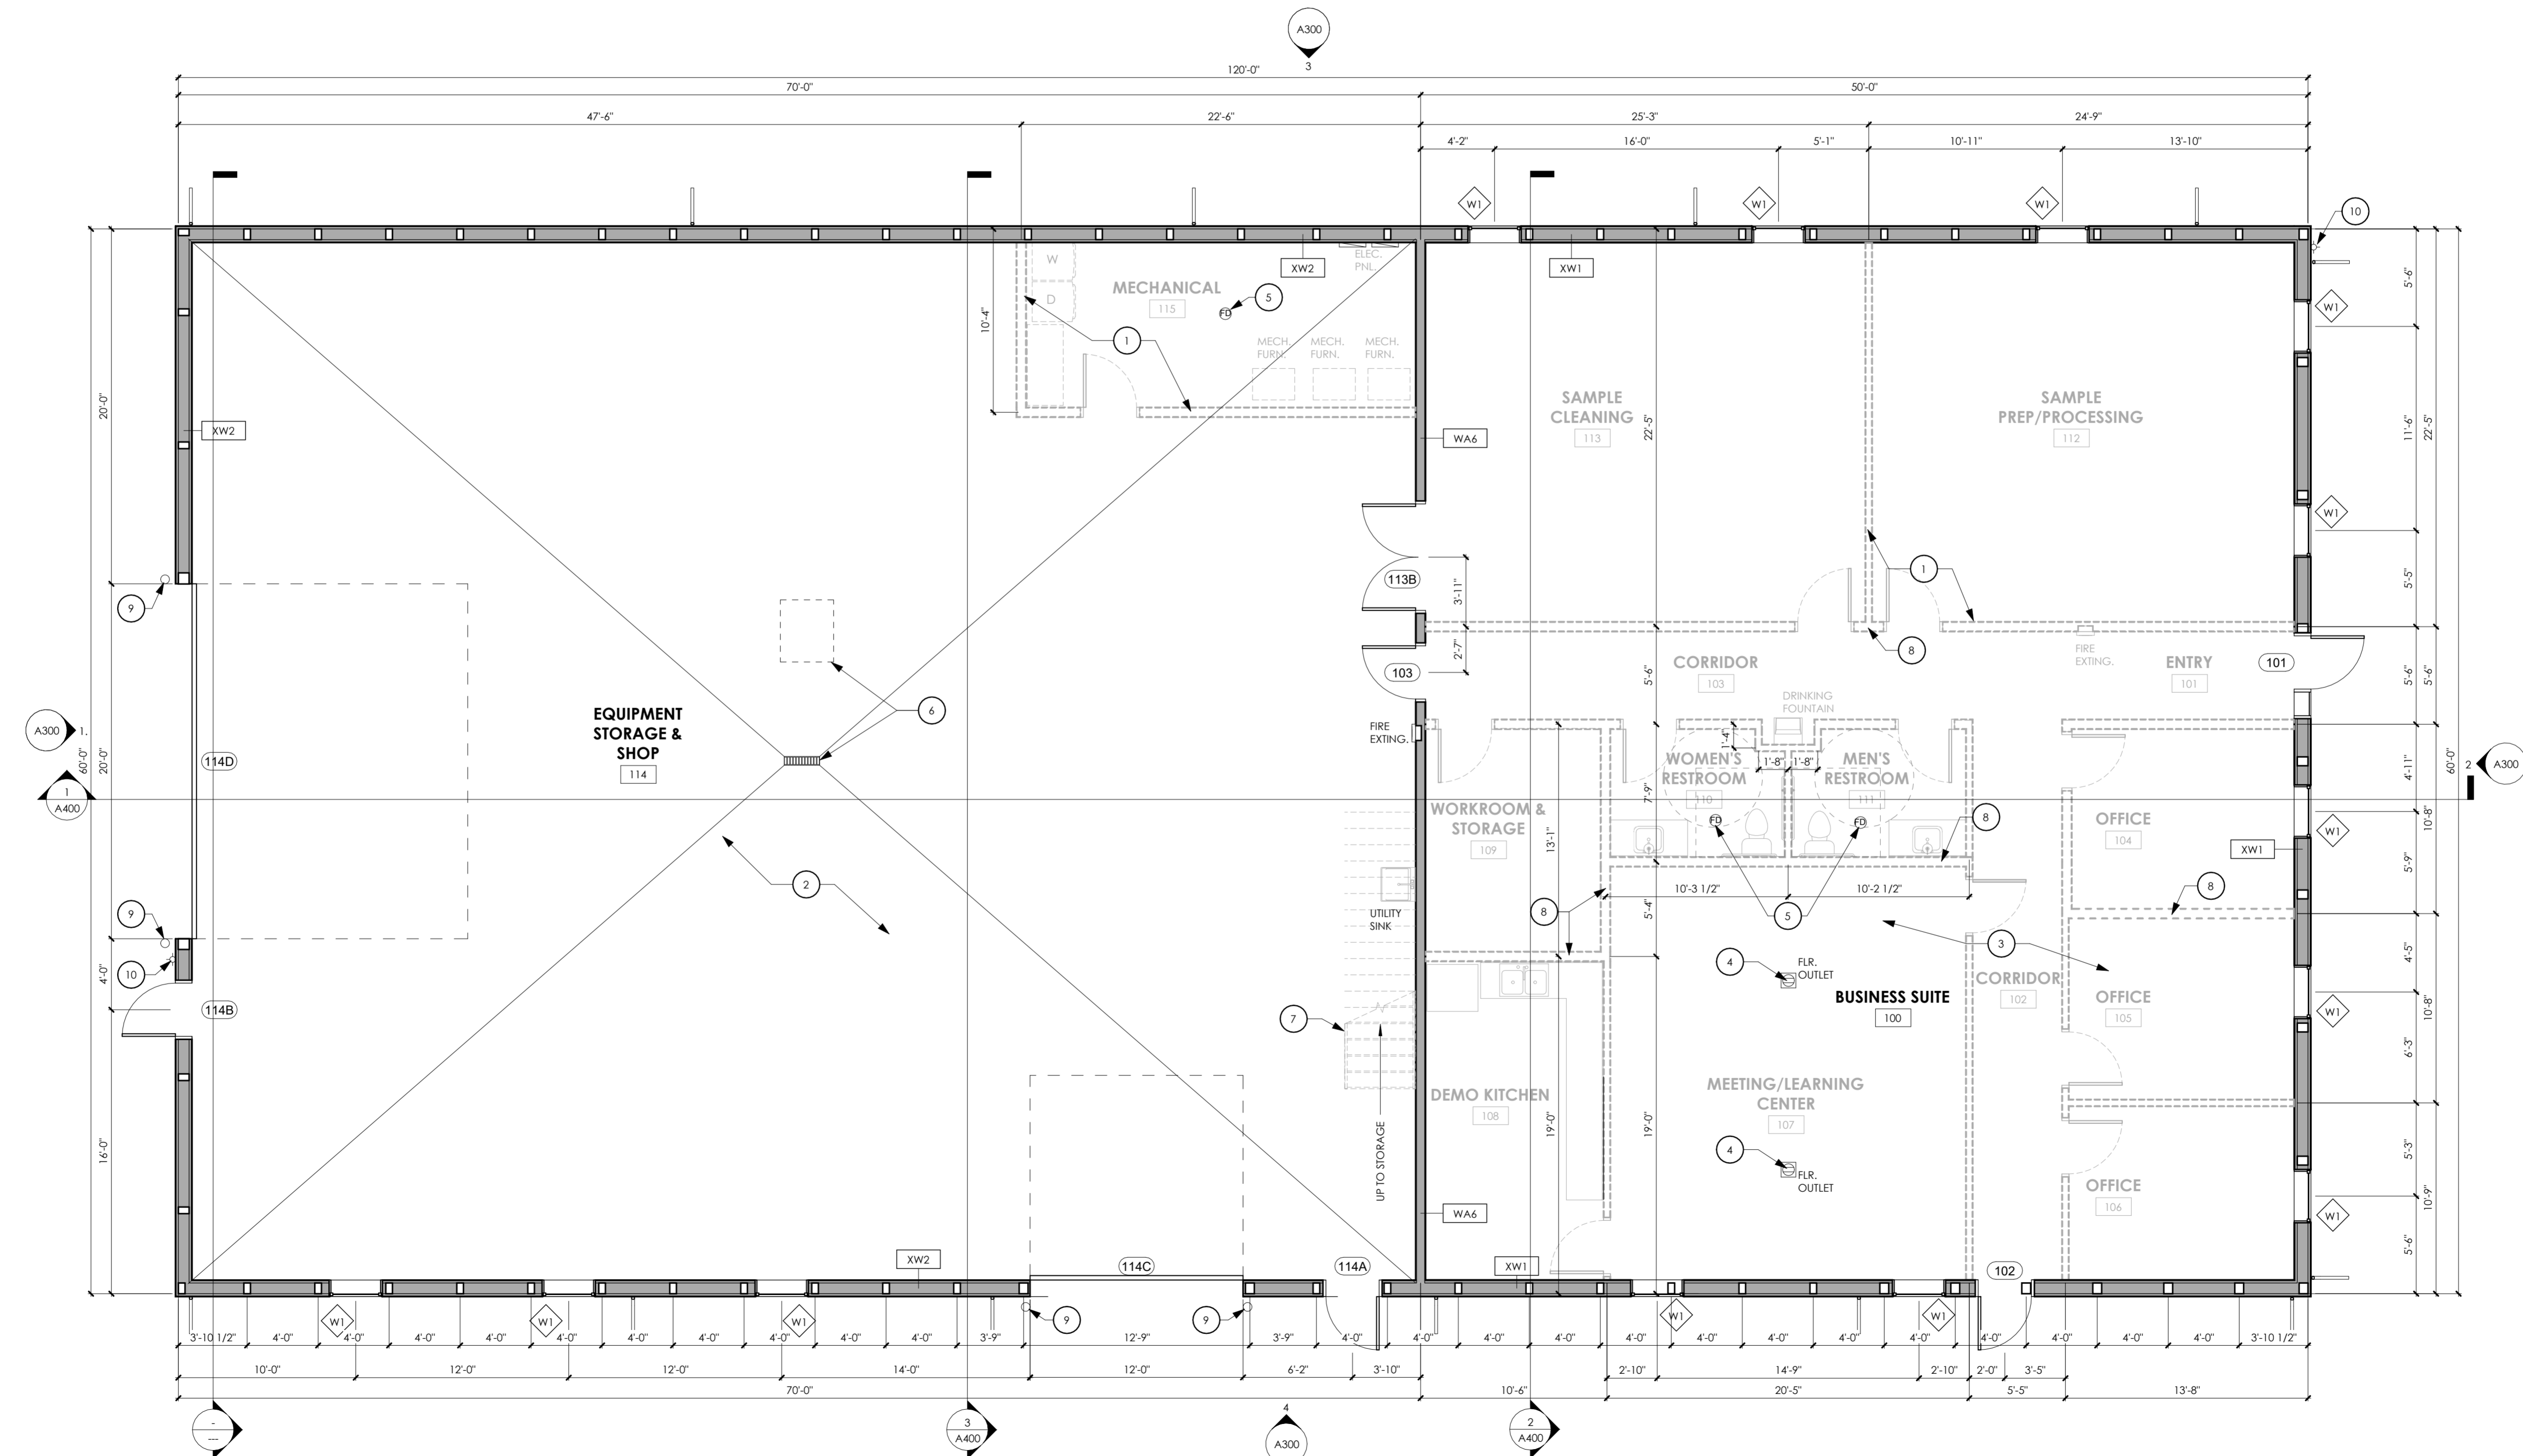 A300
3
120'-0"
70'-0"
50'-0"
47'-6"
22'-6"
25'-3"
24'-9"
4'-2"
16'-0"
5'-1"
10'-11"
13'-10"
W1
W1
W1
10
XW2
XW1
ELEC.
PNL.
W
D
MECHANICAL
115
FD
5
10'-4"
1
MECH.
FURN.
MECH.
FURN.
MECH.
FURN.
5'-6"
W1
20'-0"
XW2
WA6
SAMPLE
CLEANING
113
22'-5"
SAMPLE
PREP/PROCESSING
112
11'-6"
22'-5"
W1
9
113B
3'-11"
1
5'-5"
2'-7"
8
103
CORRIDOR
103
5'-6"
FIRE
EXTING.
ENTRY
101
101
5'-6"
5'-6"
DRINKING
FOUNTAIN
6
EQUIPMENT
STORAGE &
SHOP
114
FIRE
EXTING.
A300
1.
60'-0"
20'-0"
114D
1
A400
1'-4"
1'-8"
1'-8"
WOMEN'S
RESTROOM
110
MEN'S
RESTROOM
111
4'-11"
60'-0"
2
A300
7'-9"
WORKROOM &
STORAGE
109
13'-1"
FD
FD
8
OFFICE
104
10'-8"
W1
XW1
5'-9"
2
10'-3 1/2"
10'-2 1/2"
8
9
UTILITY
SINK
8
5'-4"
5
3
4'-5"
4'-0"
10
4
FLR.
OUTLET
BUSINESS SUITE
100
CORRIDOR
102
OFFICE
105
10'-8"
W1
114B
7
6'-3"
DEMO KITCHEN
108
MEETING/LEARNING
CENTER
107
UP TO STORAGE
19'-0"
19'-0"
16'-0"
4
FLR.
OUTLET
OFFICE
106
5'-3"
10'-9"
W1
WA6
5'-6"
XW2
114C
114A
XW1
102
W1
W1
W1
9
9
W1
W1
3'-10 1/2"
4'-0"
4'-0"
4'-0"
4'-0"
4'-0"
4'-0"
4'-0"
4'-0"
4'-0"
4'-0"
3'-9"
12'-9"
3'-9"
4'-0"
4'-0"
4'-0"
4'-0"
4'-0"
4'-0"
4'-0"
4'-0"
4'-0"
4'-0"
4'-0"
4'-0"
4'-0"
3'-10 1/2"
10'-0"
12'-0"
12'-0"
14'-0"
12'-0"
6'-2"
3'-10"
2'-10"
14'-9"
2'-10"
2'-0"
3'-5"
70'-0"
10'-6"
20'-5"
5'-5"
13'-8"
-
---
3
A400
4
A300
2
A400